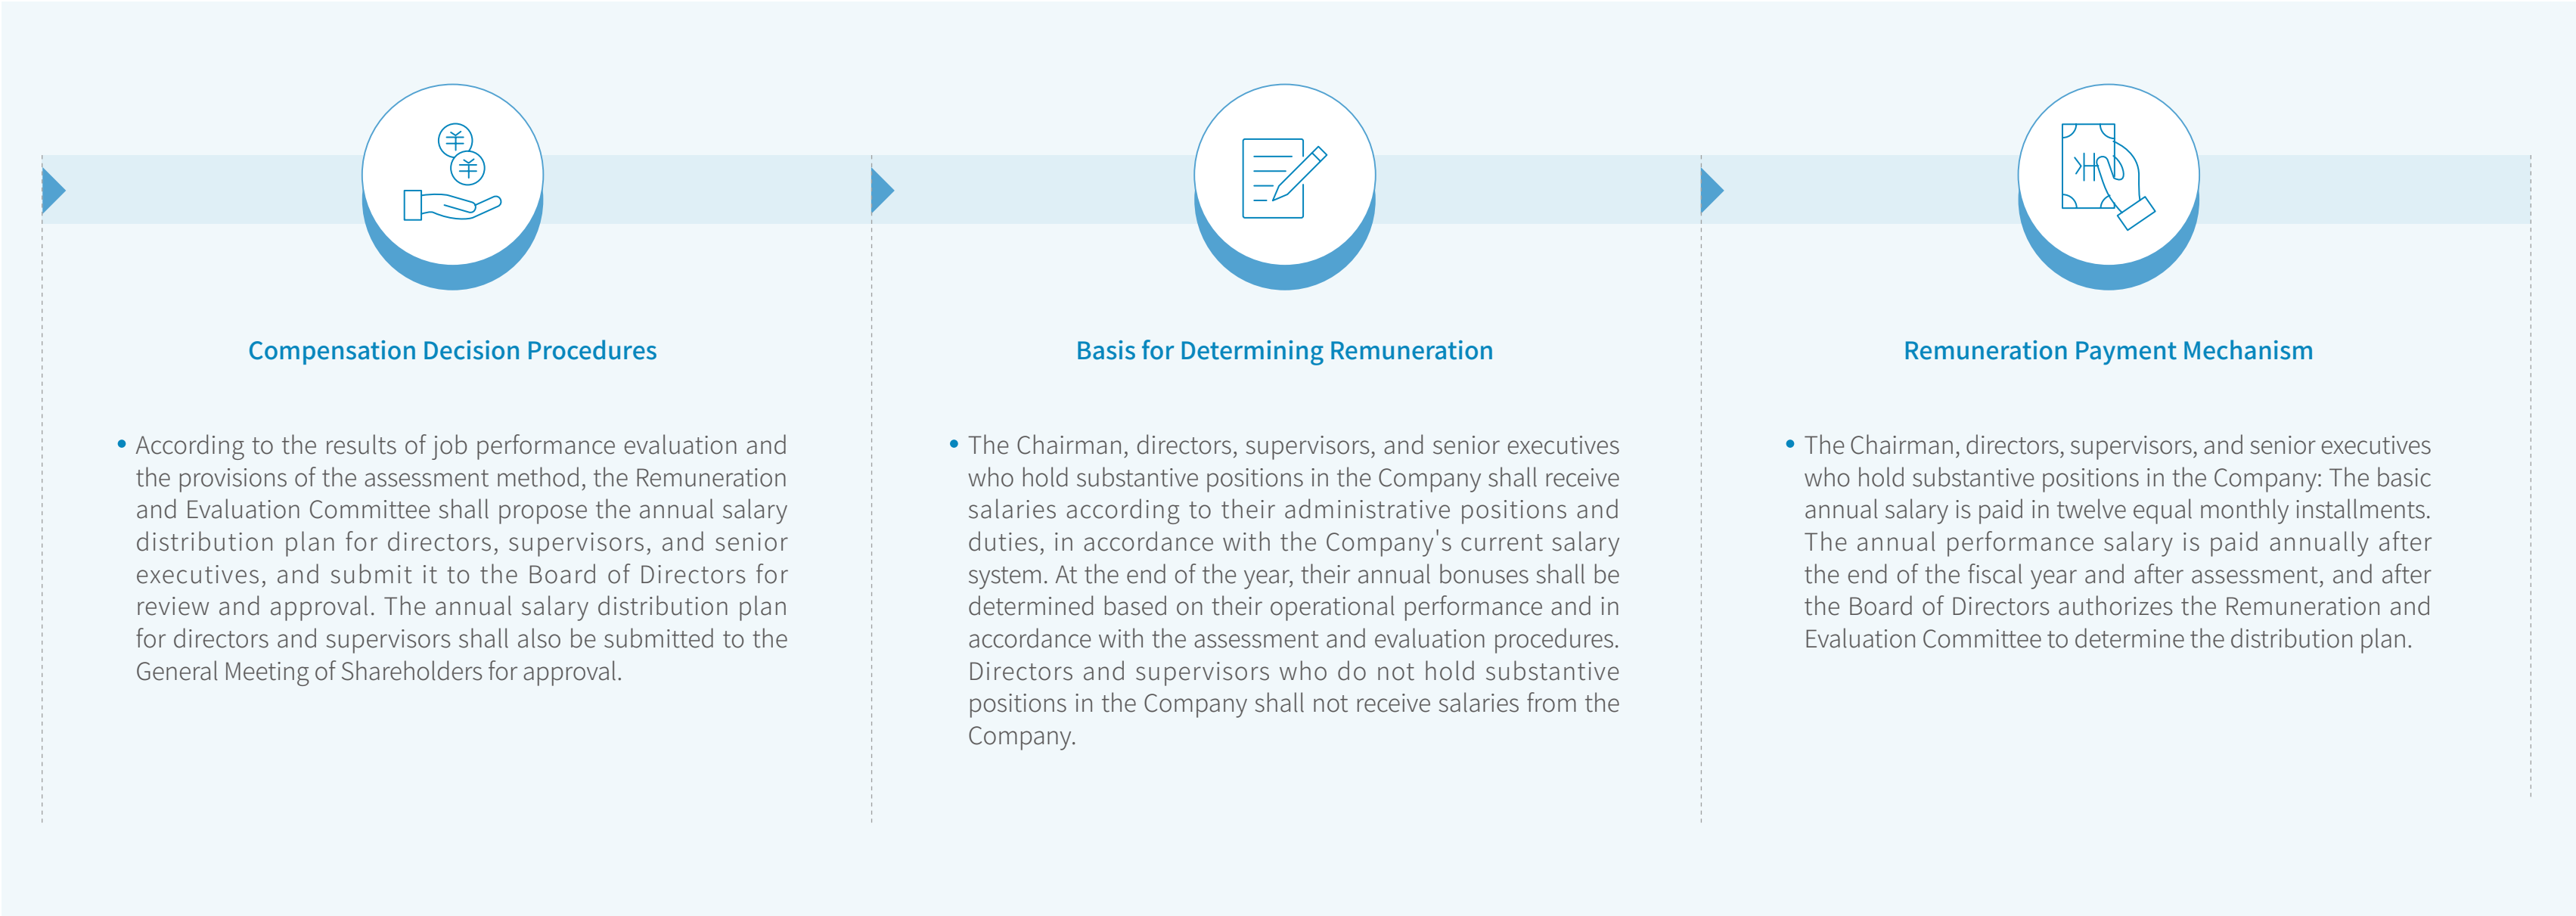 Compensation Decision Procedures
• According to the results of job performance evaluation and
the provisions of the assessment method, the Remuneration
and Evaluation Committee shall propose the annual salary
distribution plan for directors, supervisors, and senior
executives, and submit it to the Board of Directors for
review and approval. The annual salary distribution plan
for directors and supervisors shall also be submitted to the
General Meeting of Shareholders for approval.
Basis for Determining Remuneration
• The Chairman, directors, supervisors, and senior executives
who hold substantive positions in the Company shall receive
salaries according to their administrative positions and
duties, in accordance with the Company's current salary
system. At the end of the year, their annual bonuses shall be
determined based on their operational performance and in
accordance with the assessment and evaluation procedures.
Directors and supervisors who do not hold substantive
positions in the Company shall not receive salaries from the
Company.
Remuneration Payment Mechanism
• The Chairman, directors, supervisors, and senior executives
who hold substantive positions in the Company: The basic
annual salary is paid in twelve equal monthly installments.
The annual performance salary is paid annually after
the end of the fiscal year and after assessment, and after
the Board of Directors authorizes the Remuneration and
Evaluation Committee to determine the distribution plan.